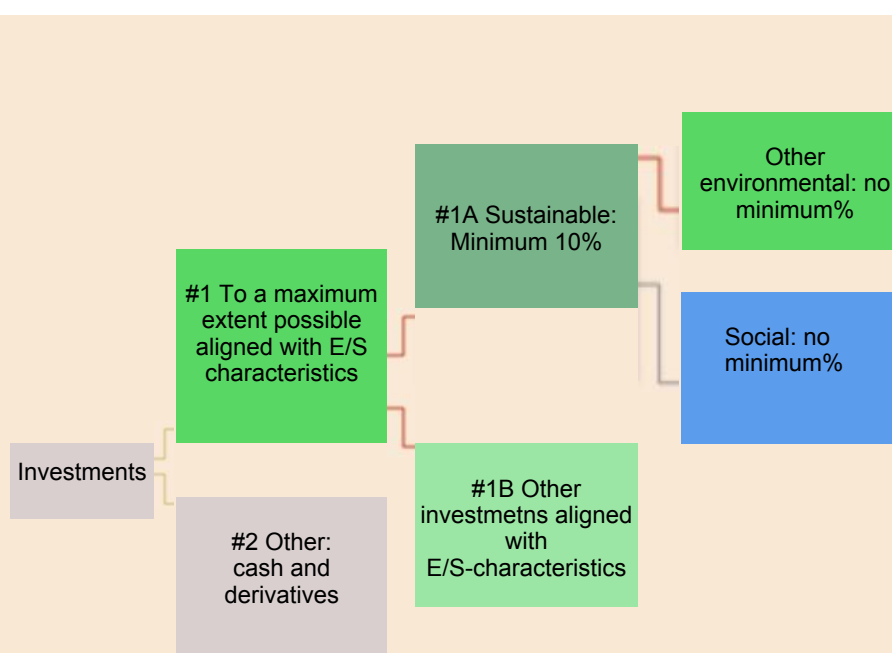 Investments
#1 To a maximum
extent possible
aligned with E/S
characteristics
#2 Other:
cash and
derivatives
#1A Sustainable:
Minimum 10%
#1B Other
investmetns aligned
with
E/S-characteristics
Other
environmental: no
minimum%
Social: no
minimum%